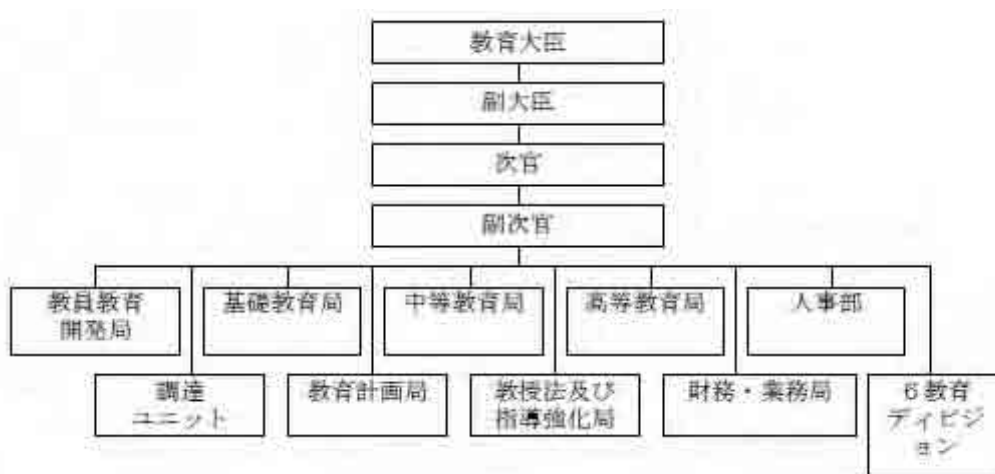 教育大臣
副大臣
次官
副次官
教員教育
開発局
基礎教育局
中等教育局
高等教育局
人事部
調達
ユニット
教育計画局
教授法及び
指導強化局
財務・業務局
6教育
ディビジ
ョン